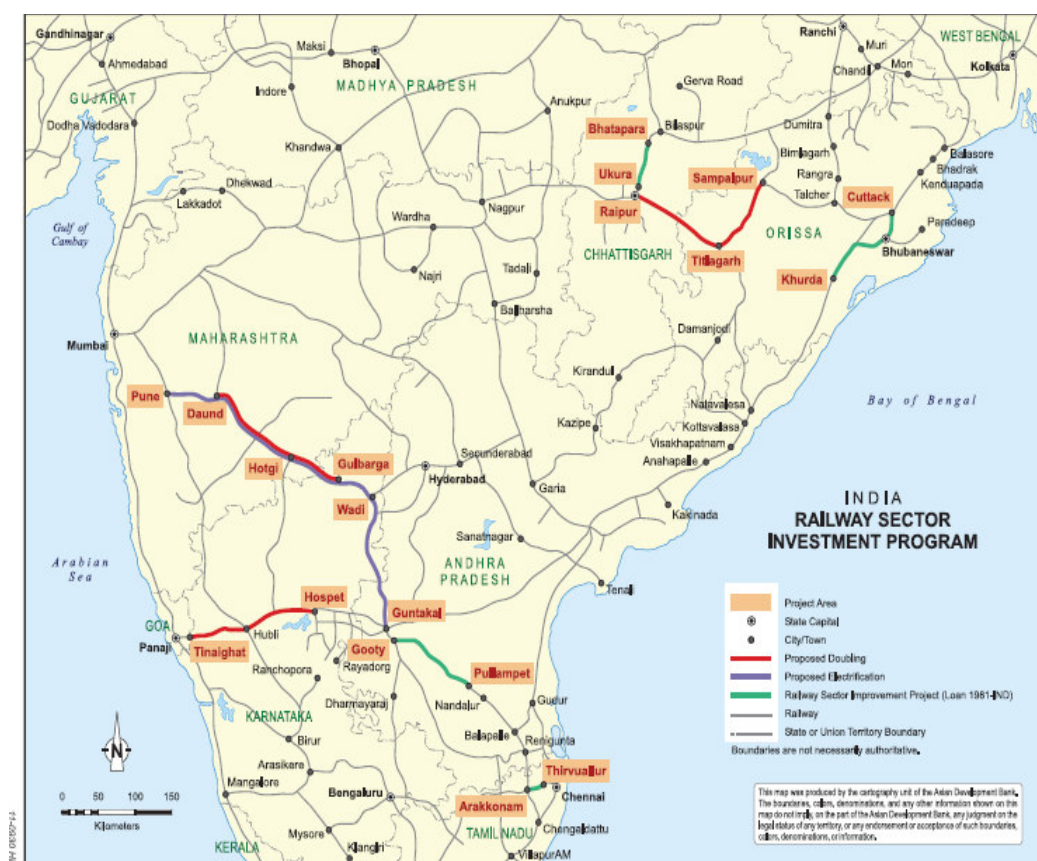 Gandhinagar
Ahmedabad
GUJARAT
Dodha Vadodara
Maksi
Bhopal
Indore
MADHYA PRADESH
Khandwa
Anukpur
Gerva Road
Ranchi
Muri
Chandil
Mon
WEST BENGAL
Kolkata
Bhatapara
Bilaspur
Dumitra
Bimlagarh
Rangra
Talcher
Balasore
Bhadrak
Kenduapada
Ukura
Sampalpur
Cuttack
Raipur
Paradeep
Dhekwad
Lakkadot
Nagpur
Wardha
Gulf of
Cambay
CHHATTISGARH
ORISSA
Titlagarh
Bhubaneswar
Khurda
Najri
Tadali
Balharsha
Mumbai
MAHARASHTRA
Damanjodi
Kirandul
Pune
Daund
Bay of Bengal
Natavalesa
Kottavalasa
Kazipe
Visakhapatnam
Anahapalle
Hotgi
Gulbarga
Secunderabad
Hyderabad
Garia
Wadi
Kakinada
INDIA
RAILWAY SECTOR
INVESTMENT PROGRAM
Sanatnagar
Arabian
Sea
ANDHRA
PRADESH
Tenali
Hospet
Guntakal
GOA
Panaji
Tinaighat
Hubli
Gooty
Ranchopora
Rayadorg
Pullampet
Dharmayaraj
Nandalur
Gudur
KARNATAKA
Birur
Balapalle
Renigunta
Arasikere
Mangalore
Bengaluru
Thirvuallur
Arakkonam
Chennai
Mysore
TAMIL NADU
Chengaldattu
KERALA
Klangiri
VillapurAM
Project Area
State Capital
City/Town
Proposed Doubling
Proposed Electrification
Railway Sector Improvement Project (Loan 1981-IND)
Railway
State or Union Territory Boundary
Boundaries are not necessarily authoritative.
N
0 50 100 150
Kilometers
This map was produced by the cartography unit of the Asian Development Bank.
The boundaries, colors, denominations, and any other information shown on this
map do not imply, on the part of the Asian Development Bank, any judgment on the
legal status of any territory, or any endorsement or acceptance of such boundaries,
colors, denominations, or information.